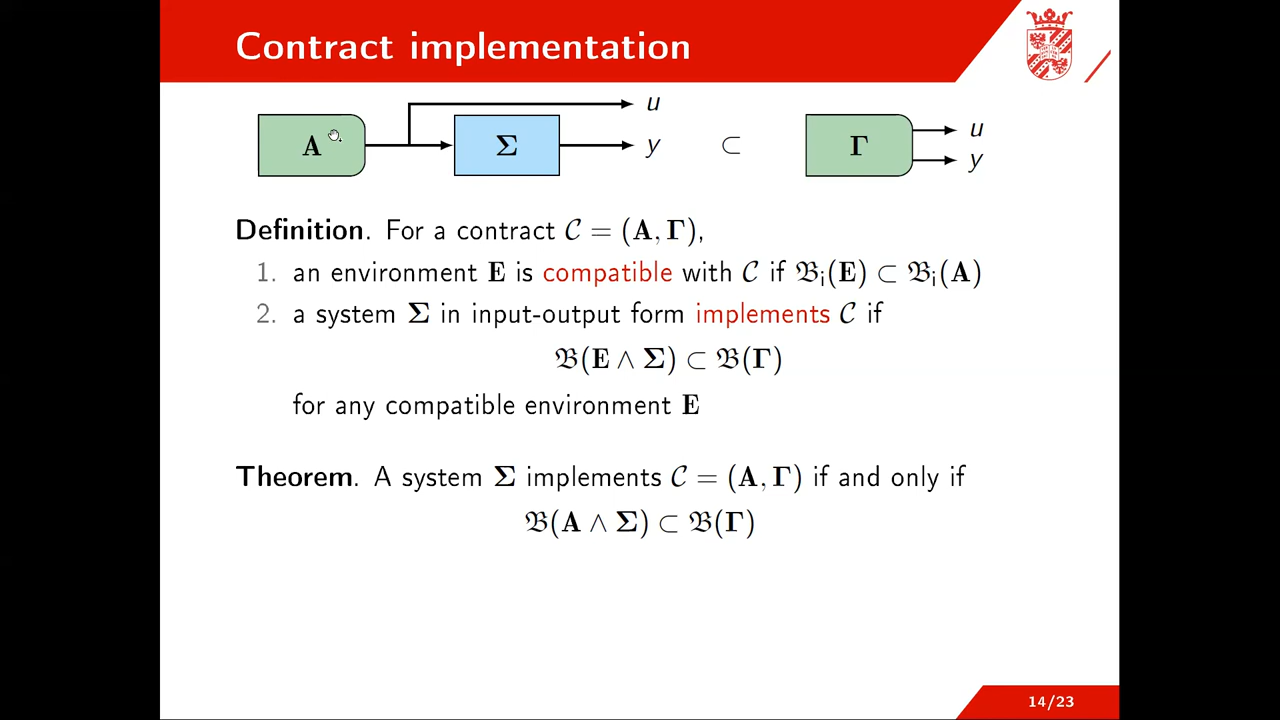 Contract implementation
A Σ u y ⊂ Γ u y
Definition. For a contract 𝒞 = (A, Γ),
1. an environment E is compatible with 𝒞 if 𝔅ᵢ(E) ⊂ 𝔅ᵢ(A)
2. a system Σ in input-output form implements 𝒞 if
𝔅(E ∧ Σ) ⊂ 𝔅(Γ)
for any compatible environment E
Theorem. A system Σ implements 𝒞 = (A, Γ) if and only if
𝔅(A ∧ Σ) ⊂ 𝔅(Γ)
14/23